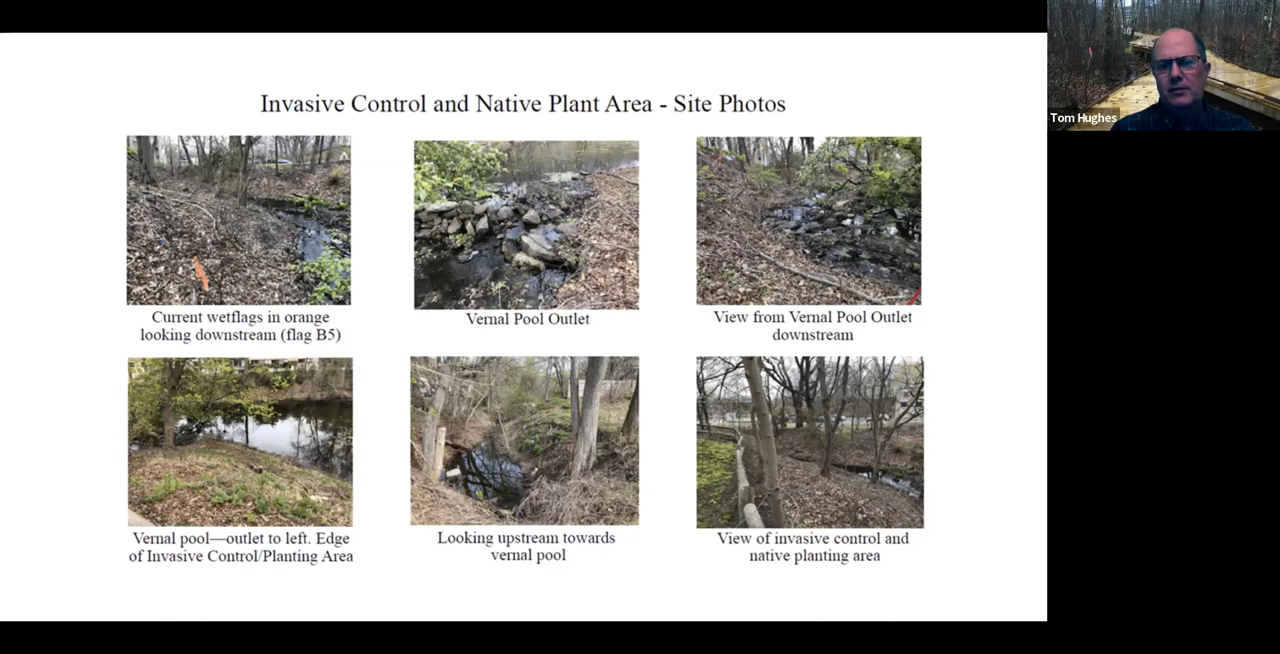 Invasive Control and Native Plant Area - Site Photos
Tom Hughes
Current wetflags in orange
looking downstream (flag B5)
Vernal Pool Outlet
View from Vernal Pool Outlet
downstream
Vernal pool—outlet to left. Edge
of Invasive Control/Planting Area
Looking upstream towards
vernal pool
View of invasive control and
native planting area